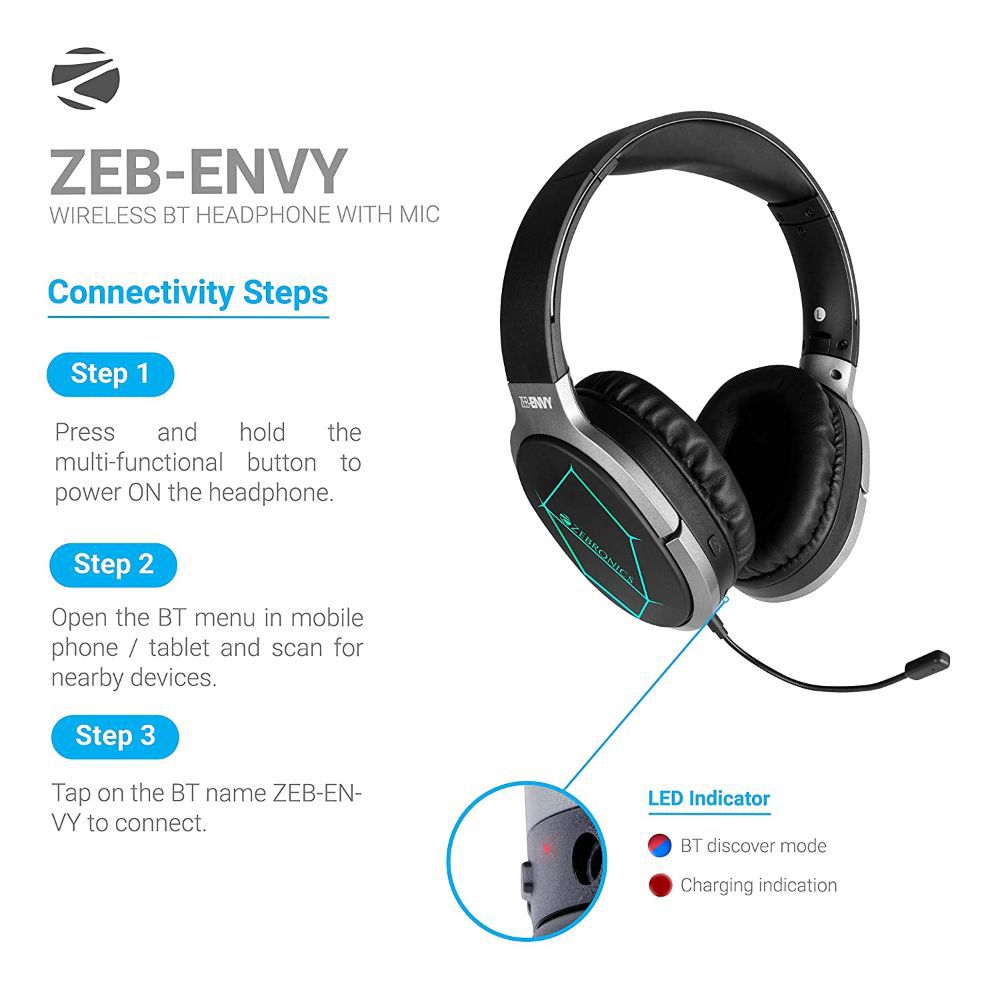 ZEB-ENVY
WIRELESS BT HEADPHONE WITH MIC
Connectivity Steps
Step 1
Press and hold the
multi-functional button to
power ON the headphone.
Step 2
Open the BT menu in mobile
phone / tablet and scan for
nearby devices.
Step 3
Tap on the BT name ZEB-EN-
VY to connect.
L
ZEB-ENVY
ZEBRONICS
LED Indicator
BT discover mode
Charging indication